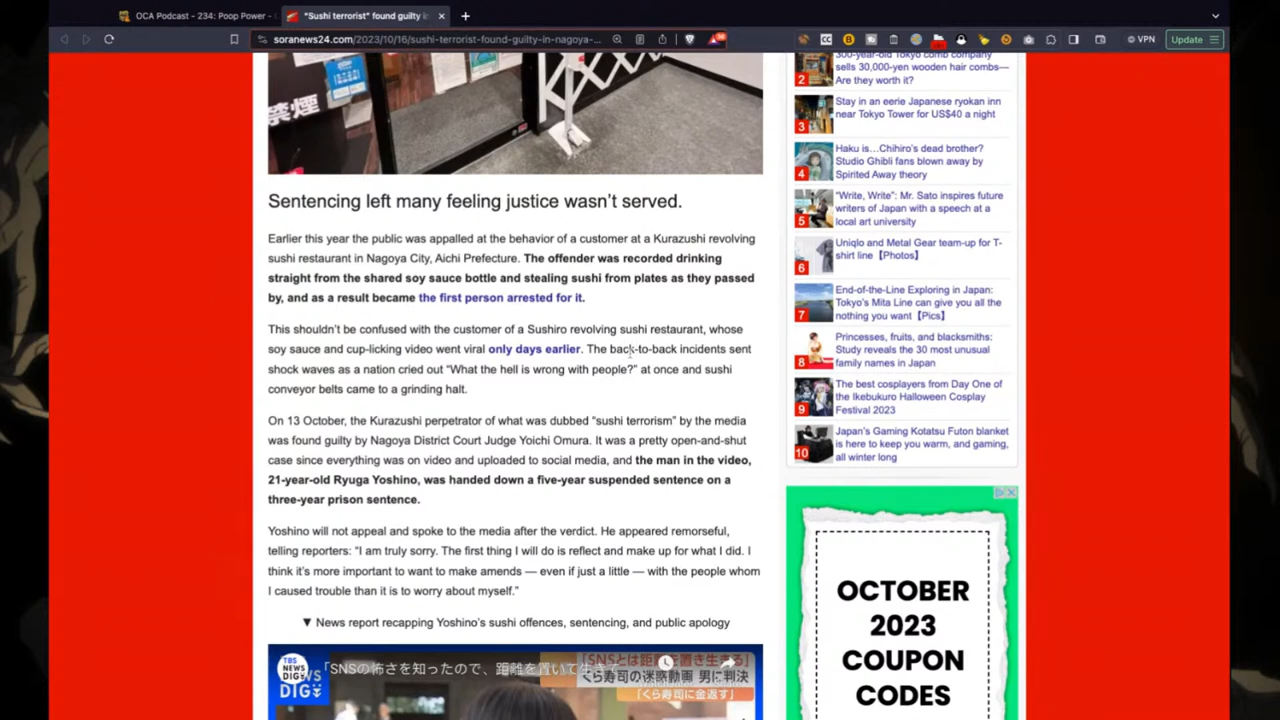 OCA Podcast - 234: Poop Power -
"Sushi terrorist" found guilty i
soranews24.com/2023/10/16/sushi-terrorist-found-guilty-in-nagoya-...
VPN
Update
禁煙
Sentencing left many feeling justice wasn't served.
Earlier this year the public was appalled at the behavior of a customer at a Kurazushi revolving
sushi restaurant in Nagoya City, Aichi Prefecture. The offender was recorded drinking
straight from the shared soy sauce bottle and stealing sushi from plates as they passed
by, and as a result became the first person arrested for it.
This shouldn't be confused with the customer of a Sushiro revolving sushi restaurant, whose
soy sauce and cup-licking video went viral only days earlier. The back-to-back incidents sent
shock waves as a nation cried out "What the hell is wrong with people?" at once and sushi
conveyor belts came to a grinding halt.
On 13 October, the Kurazushi perpetrator of what was dubbed "sushi terrorism" by the media
was found guilty by Nagoya District Court Judge Yoichi Omura. It was a pretty open-and-shut
case since everything was on video and uploaded to social media, and the man in the video,
21-year-old Ryuga Yoshino, was handed down a five-year suspended sentence on a
three-year prison sentence.
Yoshino will not appeal and spoke to the media after the verdict. He appeared remorseful,
telling reporters: "I am truly sorry. The first thing I will do is reflect and make up for what I did. I
think it's more important to want to make amends — even if just a little — with the people whom
I caused trouble than it is to worry about myself."
▼ News report recapping Yoshino's sushi offences, sentencing, and public apology
TBS NEWS DIG
「SNSの怖さを知ったので、距離を置いて生きて
「SNSとは距離を置き生きる」
くら寿司の迷惑動画 男に判決
「くら寿司に金返す」
300-year-old Tokyo comb company
2 sells 30,000-yen wooden hair combs—
Are they worth it?
Stay in an eerie Japanese ryokan inn
3 near Tokyo Tower for US$40 a night
Haku is…Chihiro's dead brother?
Studio Ghibli fans blown away by
4 Spirited Away theory
"Write, Write": Mr. Sato inspires future
writers of Japan with a speech at a
5 local art university
Uniqlo and Metal Gear team-up for T-
6 shirt line【Photos】
End-of-the-Line Exploring in Japan:
Tokyo's Mita Line can give you all the
7 nothing you want【Pics】
Princesses, fruits, and blacksmiths:
Study reveals the 30 most unusual
8 family names in Japan
The best cosplayers from Day One of
the Ikebukuro Halloween Cosplay
9 Festival 2023
Japan's Gaming Kotatsu Futon blanket
is here to keep you warm, and gaming,
10 all winter long
OCTOBER
2023
COUPON
CODES